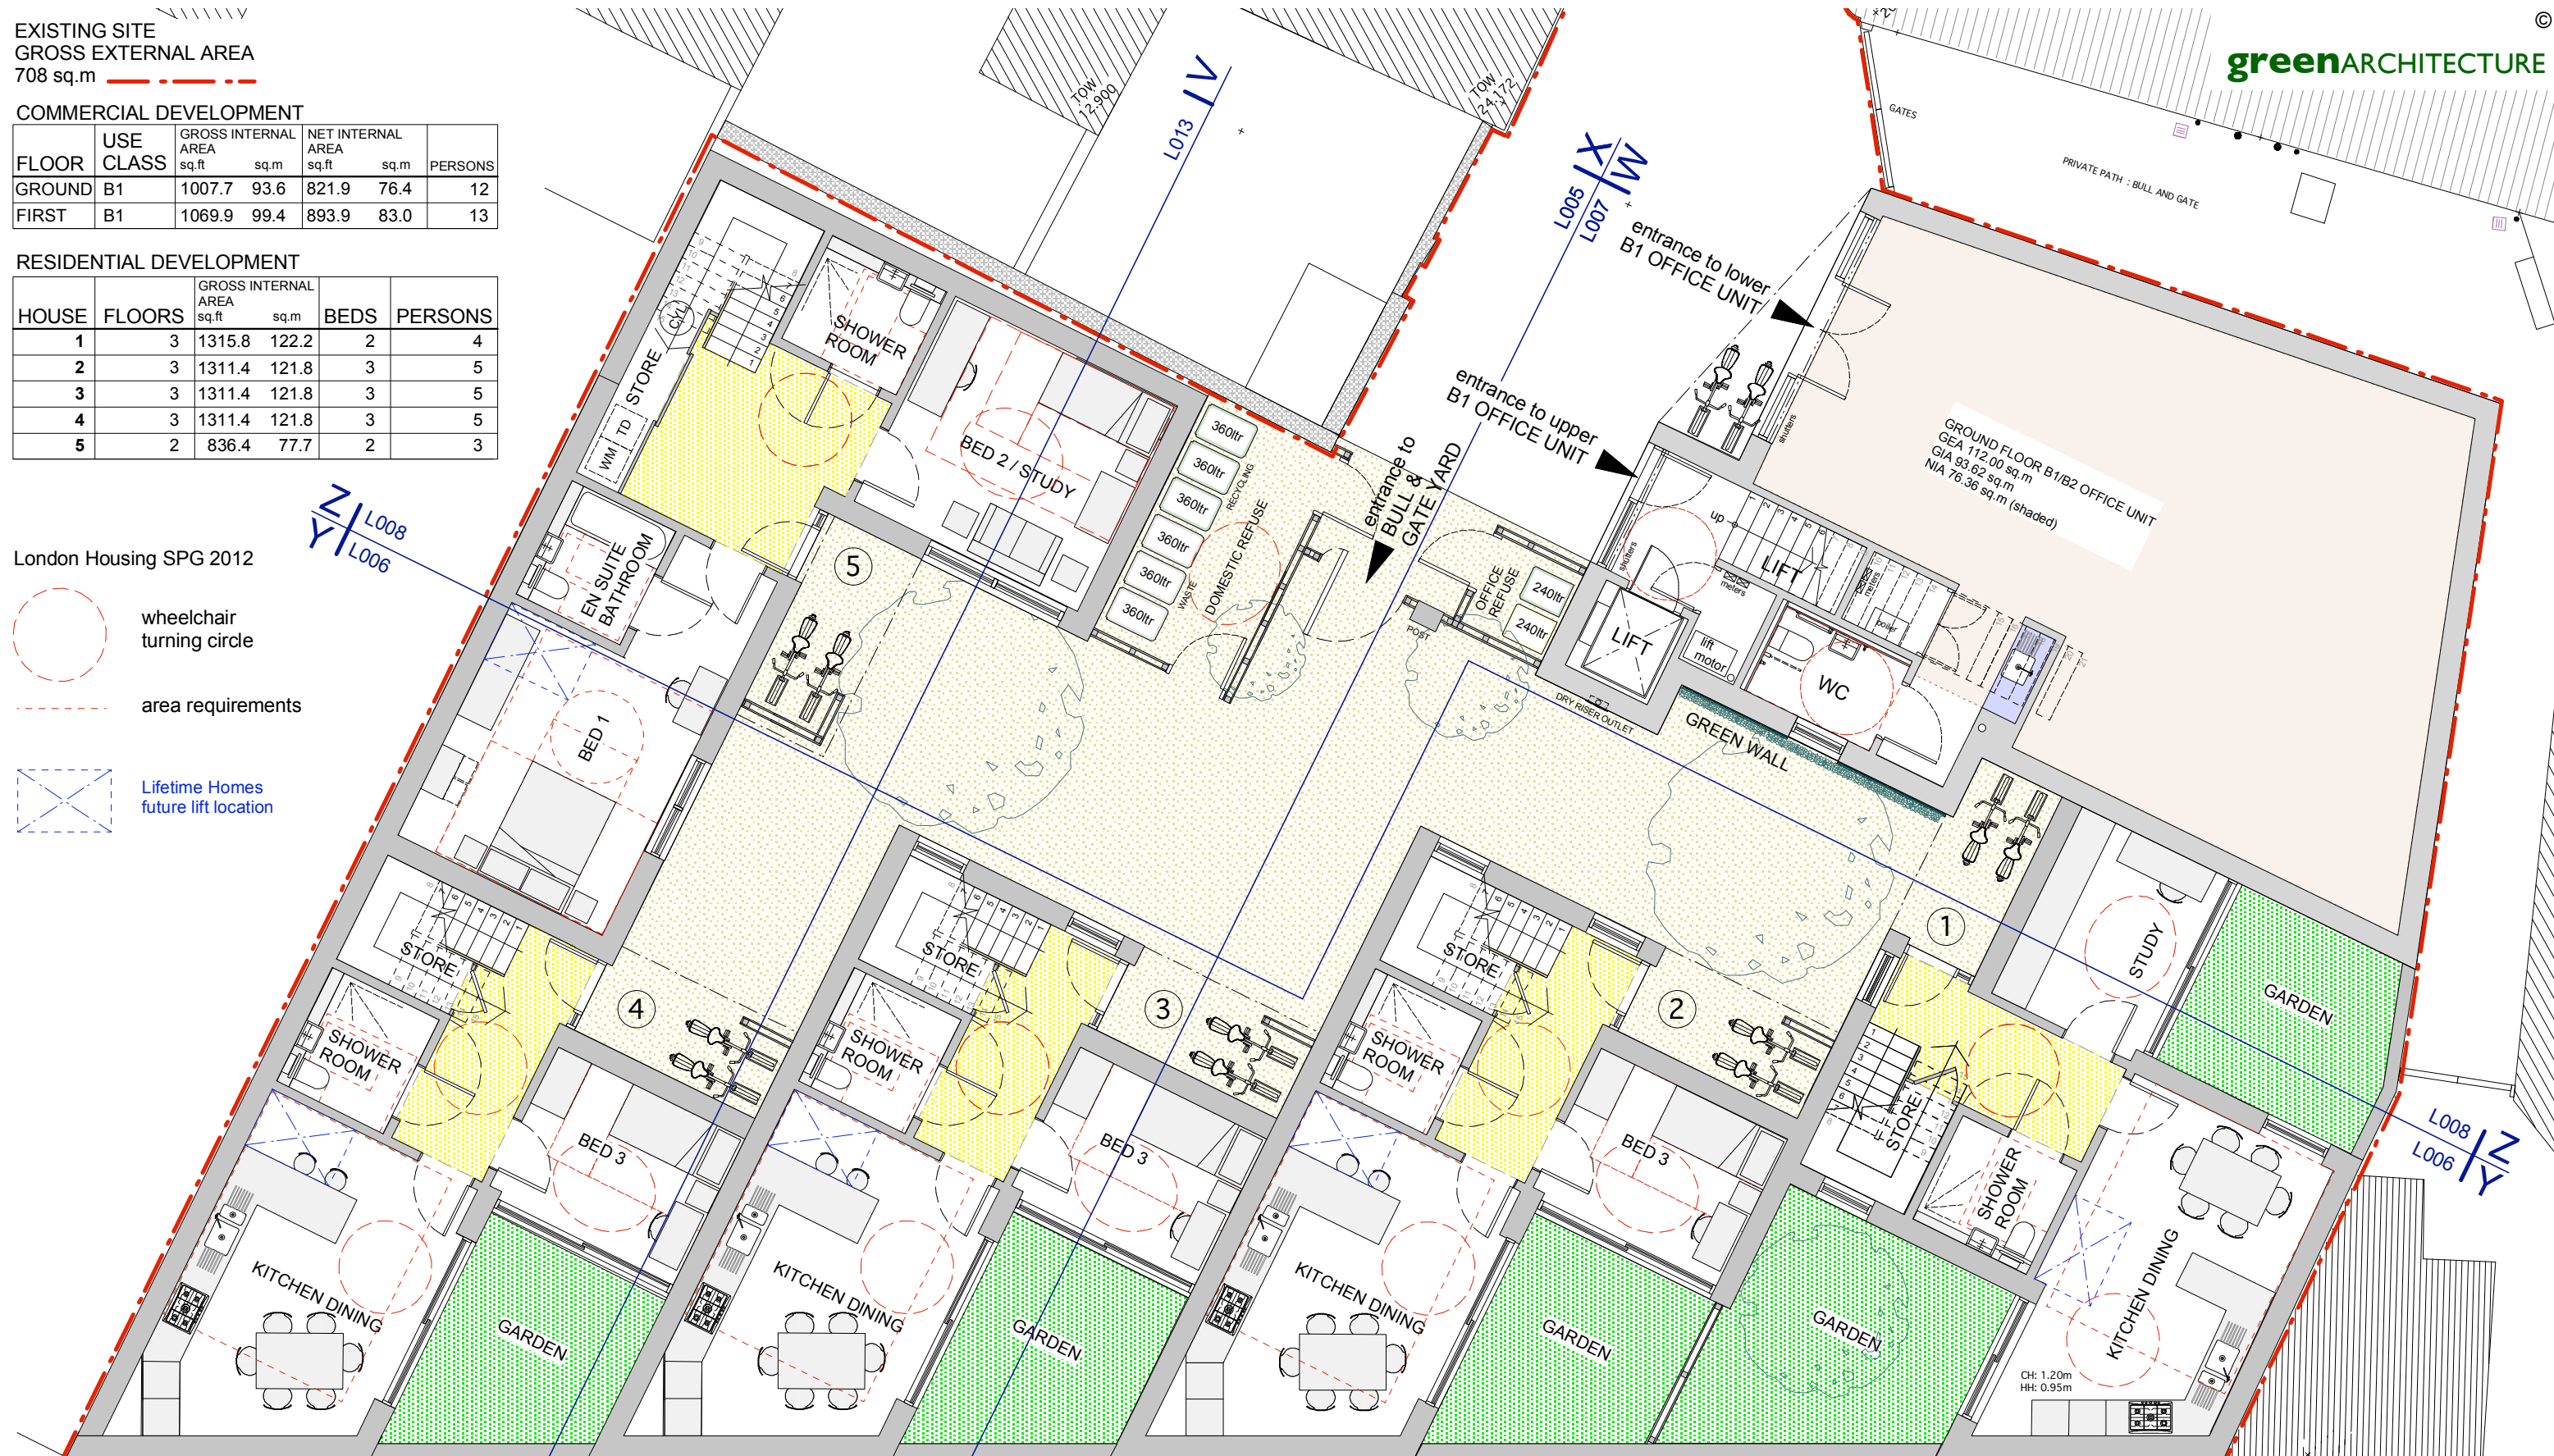 EXISTING SITE
GROSS EXTERNAL AREA
708 sq.m
COMMERCIAL DEVELOPMENT
FLOOR USE CLASS GROSS INTERNAL AREA sq.ft sq.m NET INTERNAL AREA sq.ft sq.m PERSONS
GROUND B1 1007.7 93.6 821.9 76.4 12
FIRST B1 1069.9 99.4 893.9 83.0 13
RESIDENTIAL DEVELOPMENT
HOUSE FLOORS GROSS INTERNAL AREA sq.ft sq.m BEDS PERSONS
1 3 1315.8 122.2 2 4
2 3 1311.4 121.8 3 5
3 3 1311.4 121.8 3 5
4 3 1311.4 121.8 3 5
5 2 836.4 77.7 2 3
London Housing SPG 2012
wheelchair
turning circle
area requirements
Lifetime Homes
future lift location
©
greenARCHITECTURE
TOW
12.900
TOW
24.172
L013
V
L005
X
L007
W
GATES
PRIVATE PATH : BULL AND GATE
entrance to lower
B1 OFFICE UNIT
entrance to upper
B1 OFFICE UNIT
entrance to
BULL &
GATE YARD
shutters
shutters
GROUND FLOOR B1/B2 OFFICE UNIT
GEA 112.00 sq.m
GIA 93.62 sq.m
NIA 76.36 sq.m (shaded)
up
LIFT
meters
meters
boiler
LIFT
lift
motor
WC
OFFICE
REFUSE
240ltr
240ltr
POST
DRY RISER OUTLET
GREEN WALL
360ltr
360ltr
360ltr
360ltr
360ltr
360ltr
RECYCLING
WASTE
DOMESTIC REFUSE
CYL
STORE
WM
TD
SHOWER
ROOM
BED 2 / STUDY
5
EN SUITE
BATHROOM
BED 1
Z
Y
L008
L006
STORE
SHOWER
ROOM
4
BED 3
KITCHEN DINING
GARDEN
STORE
SHOWER
ROOM
3
BED 3
KITCHEN DINING
GARDEN
STORE
SHOWER
ROOM
2
BED 3
KITCHEN DINING
GARDEN
1
STUDY
GARDEN
STORE
SHOWER
ROOM
KITCHEN DINING
GARDEN
CH: 1.20m
HH: 0.95m
L008
L006
Z
Y